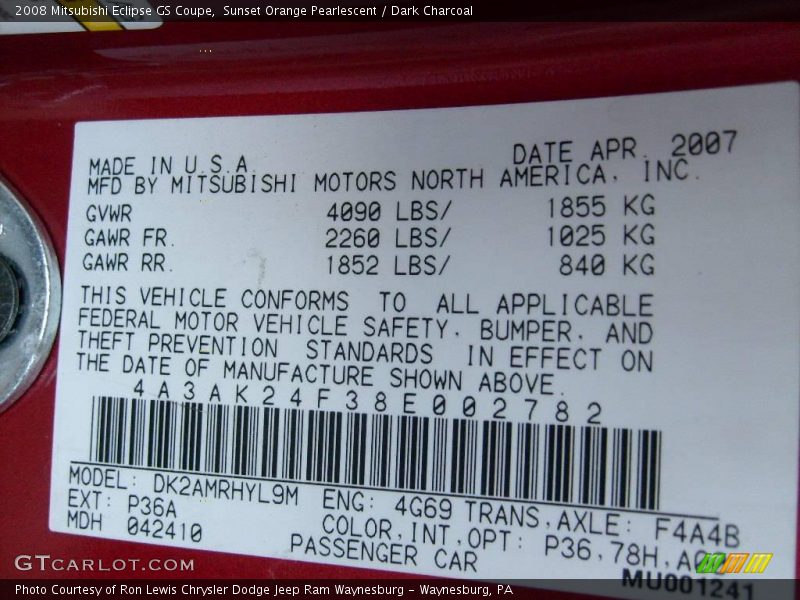 2008 Mitsubishi Eclipse GS Coupe, Sunset Orange Pearlescent / Dark Charcoal
MADE IN U.S.A. DATE APR. 2007
MFD BY MITSUBISHI MOTORS NORTH AMERICA, INC.
GVWR 4090 LBS/ 1855 KG
GAWR FR. 2260 LBS/ 1025 KG
GAWR RR. 1852 LBS/ 840 KG
THIS VEHICLE CONFORMS TO ALL APPLICABLE
FEDERAL MOTOR VEHICLE SAFETY, BUMPER, AND
THEFT PREVENTION STANDARDS IN EFFECT ON
THE DATE OF MANUFACTURE SHOWN ABOVE.
4A3AK24F38E002782
MODEL: DK2AMRHYL9M ENG: 4G69 TRANS,AXLE: F4A4B
EXT: P36A COLOR,INT,OPT: P36,78H,A0
MDH 042410 PASSENGER CAR
MU001241
GTCARLOT.COM
Photo Courtesy of Ron Lewis Chrysler Dodge Jeep Ram Waynesburg - Waynesburg, PA